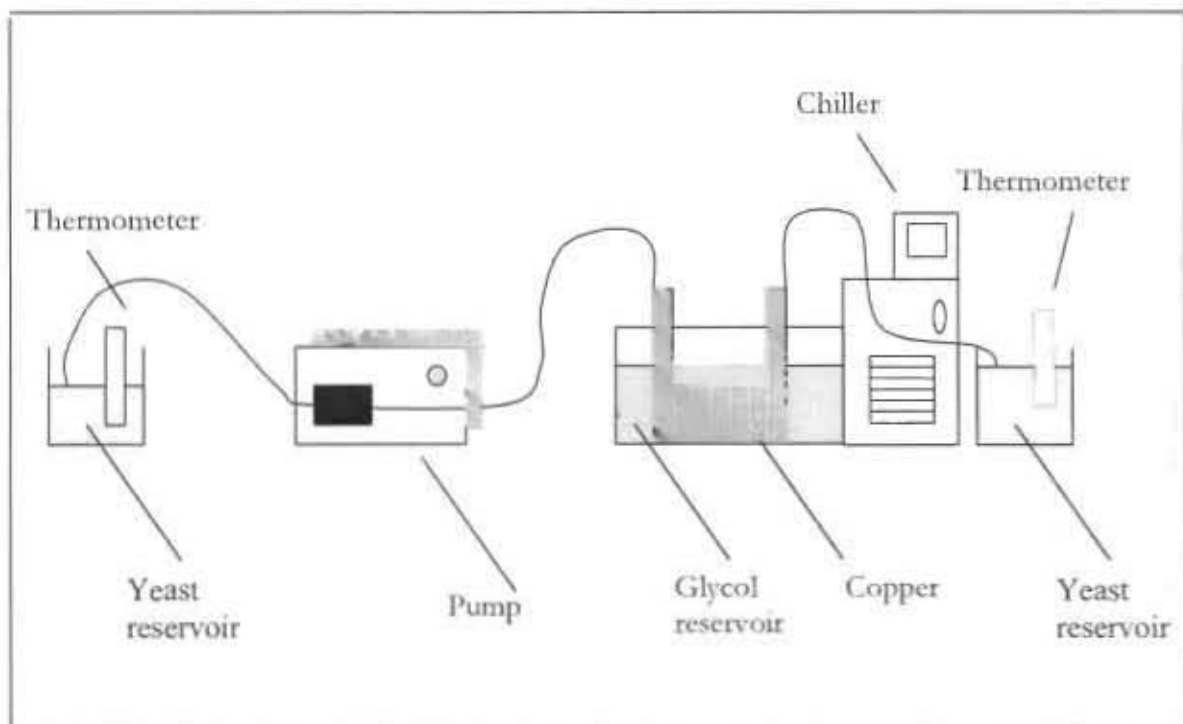 Chiller
Thermometer
Thermometer
Yeast
reservoir
Pump
Glycol
reservoir
Copper
Yeast
reservoir